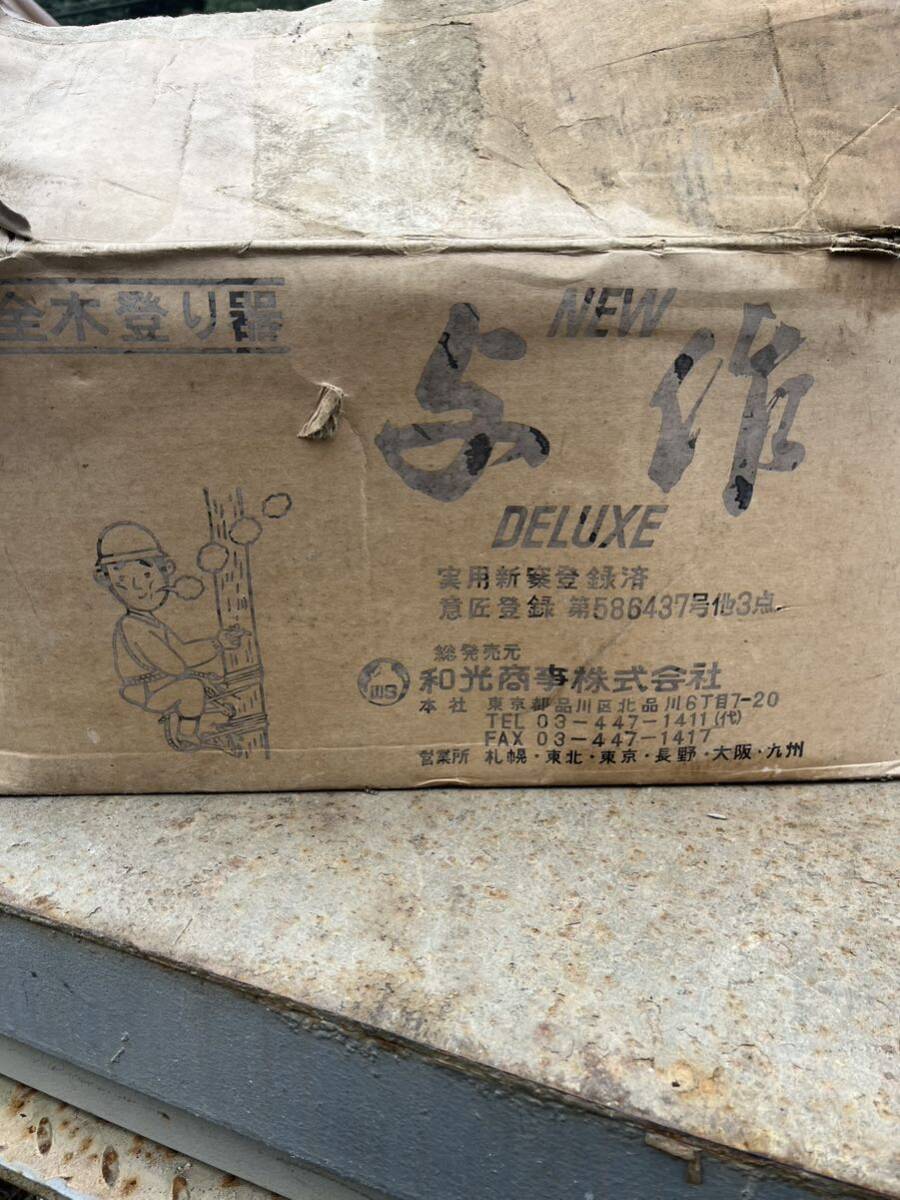 全木登り器
NEW
与作
DELUXE
実用新案登録済
意匠登録 第586437号他3点
総発売元
WS 和光商事株式会社
本社 東京都品川区北品川6丁目7-20
TEL 03-447-1411(代)
FAX 03-447-1417
営業所 札幌・東北・東京・長野・大阪・九州